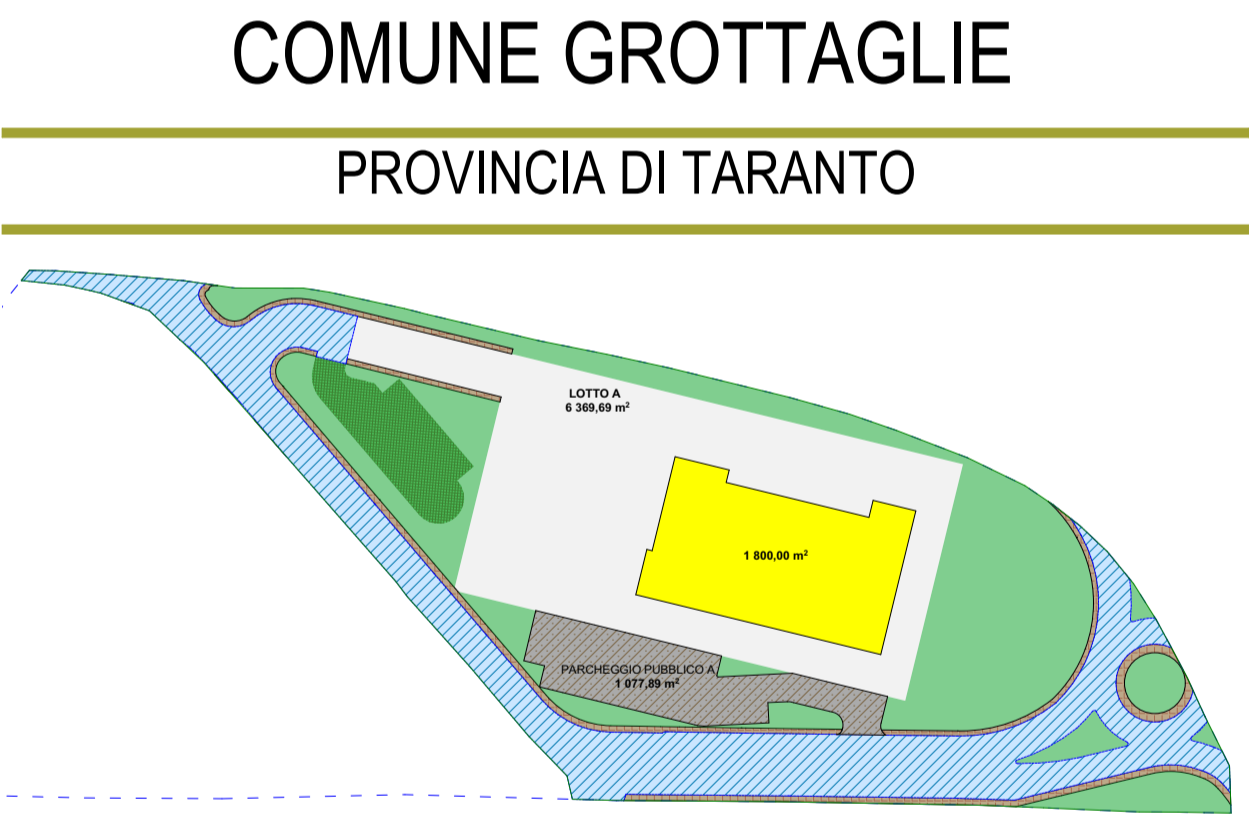 COMUNE GROTTAGLIE
PROVINCIA DI TARANTO
LOTTO A
6 369,69 m²
1 800,00 m²
PARCHEGGIO PUBBLICO A
1 077,89 m²